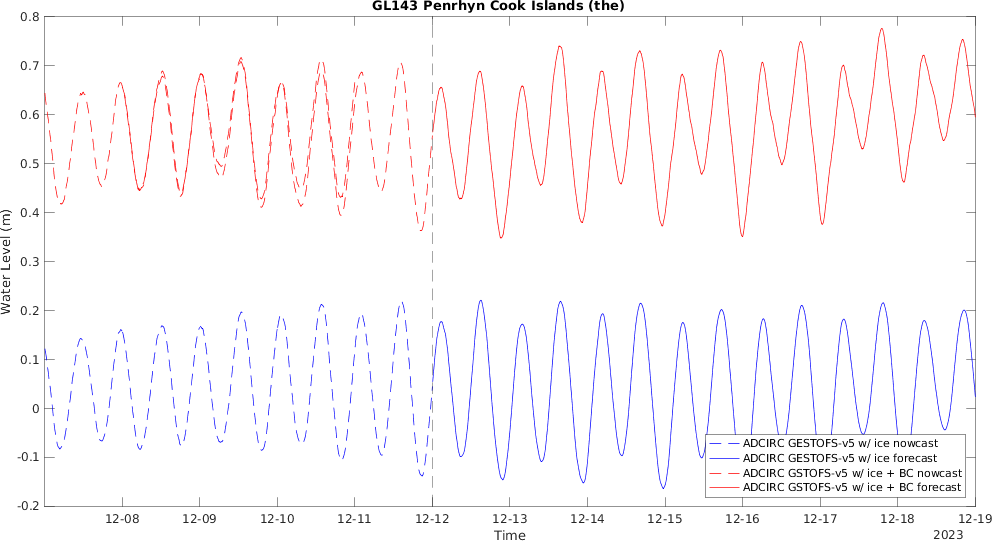 GL143 Penrhyn Cook Islands (the)
0.8
0.7
0.6
0.5
0.4
0.3
0.2
0.1
0
-0.1
-0.2
Water Level (m)
ADCIRC GESTOFS-v5 w/ ice nowcast
ADCIRC GESTOFS-v5 w/ ice forecast
ADCIRC GSTOFS-v5 w/ ice + BC nowcast
ADCIRC GSTOFS-v5 w/ ice + BC forecast
12-08 12-09 12-10 12-11 12-12 12-13 12-14 12-15 12-16 12-17 12-18 12-19
Time
2023